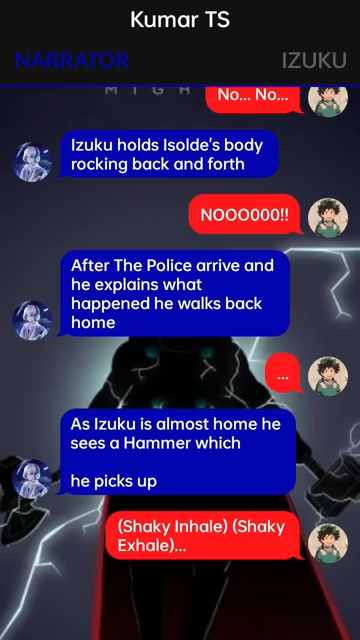 Kumar TS
NARRATOR
IZUKU
M I G H
No... No...
Izuku holds Isolde's body
rocking back and forth
NOOOOOO!!
After The Police arrive and
he explains what
happened he walks back
home
...
As Izuku is almost home he
sees a Hammer which
he picks up
(Shaky Inhale) (Shaky
Exhale)...